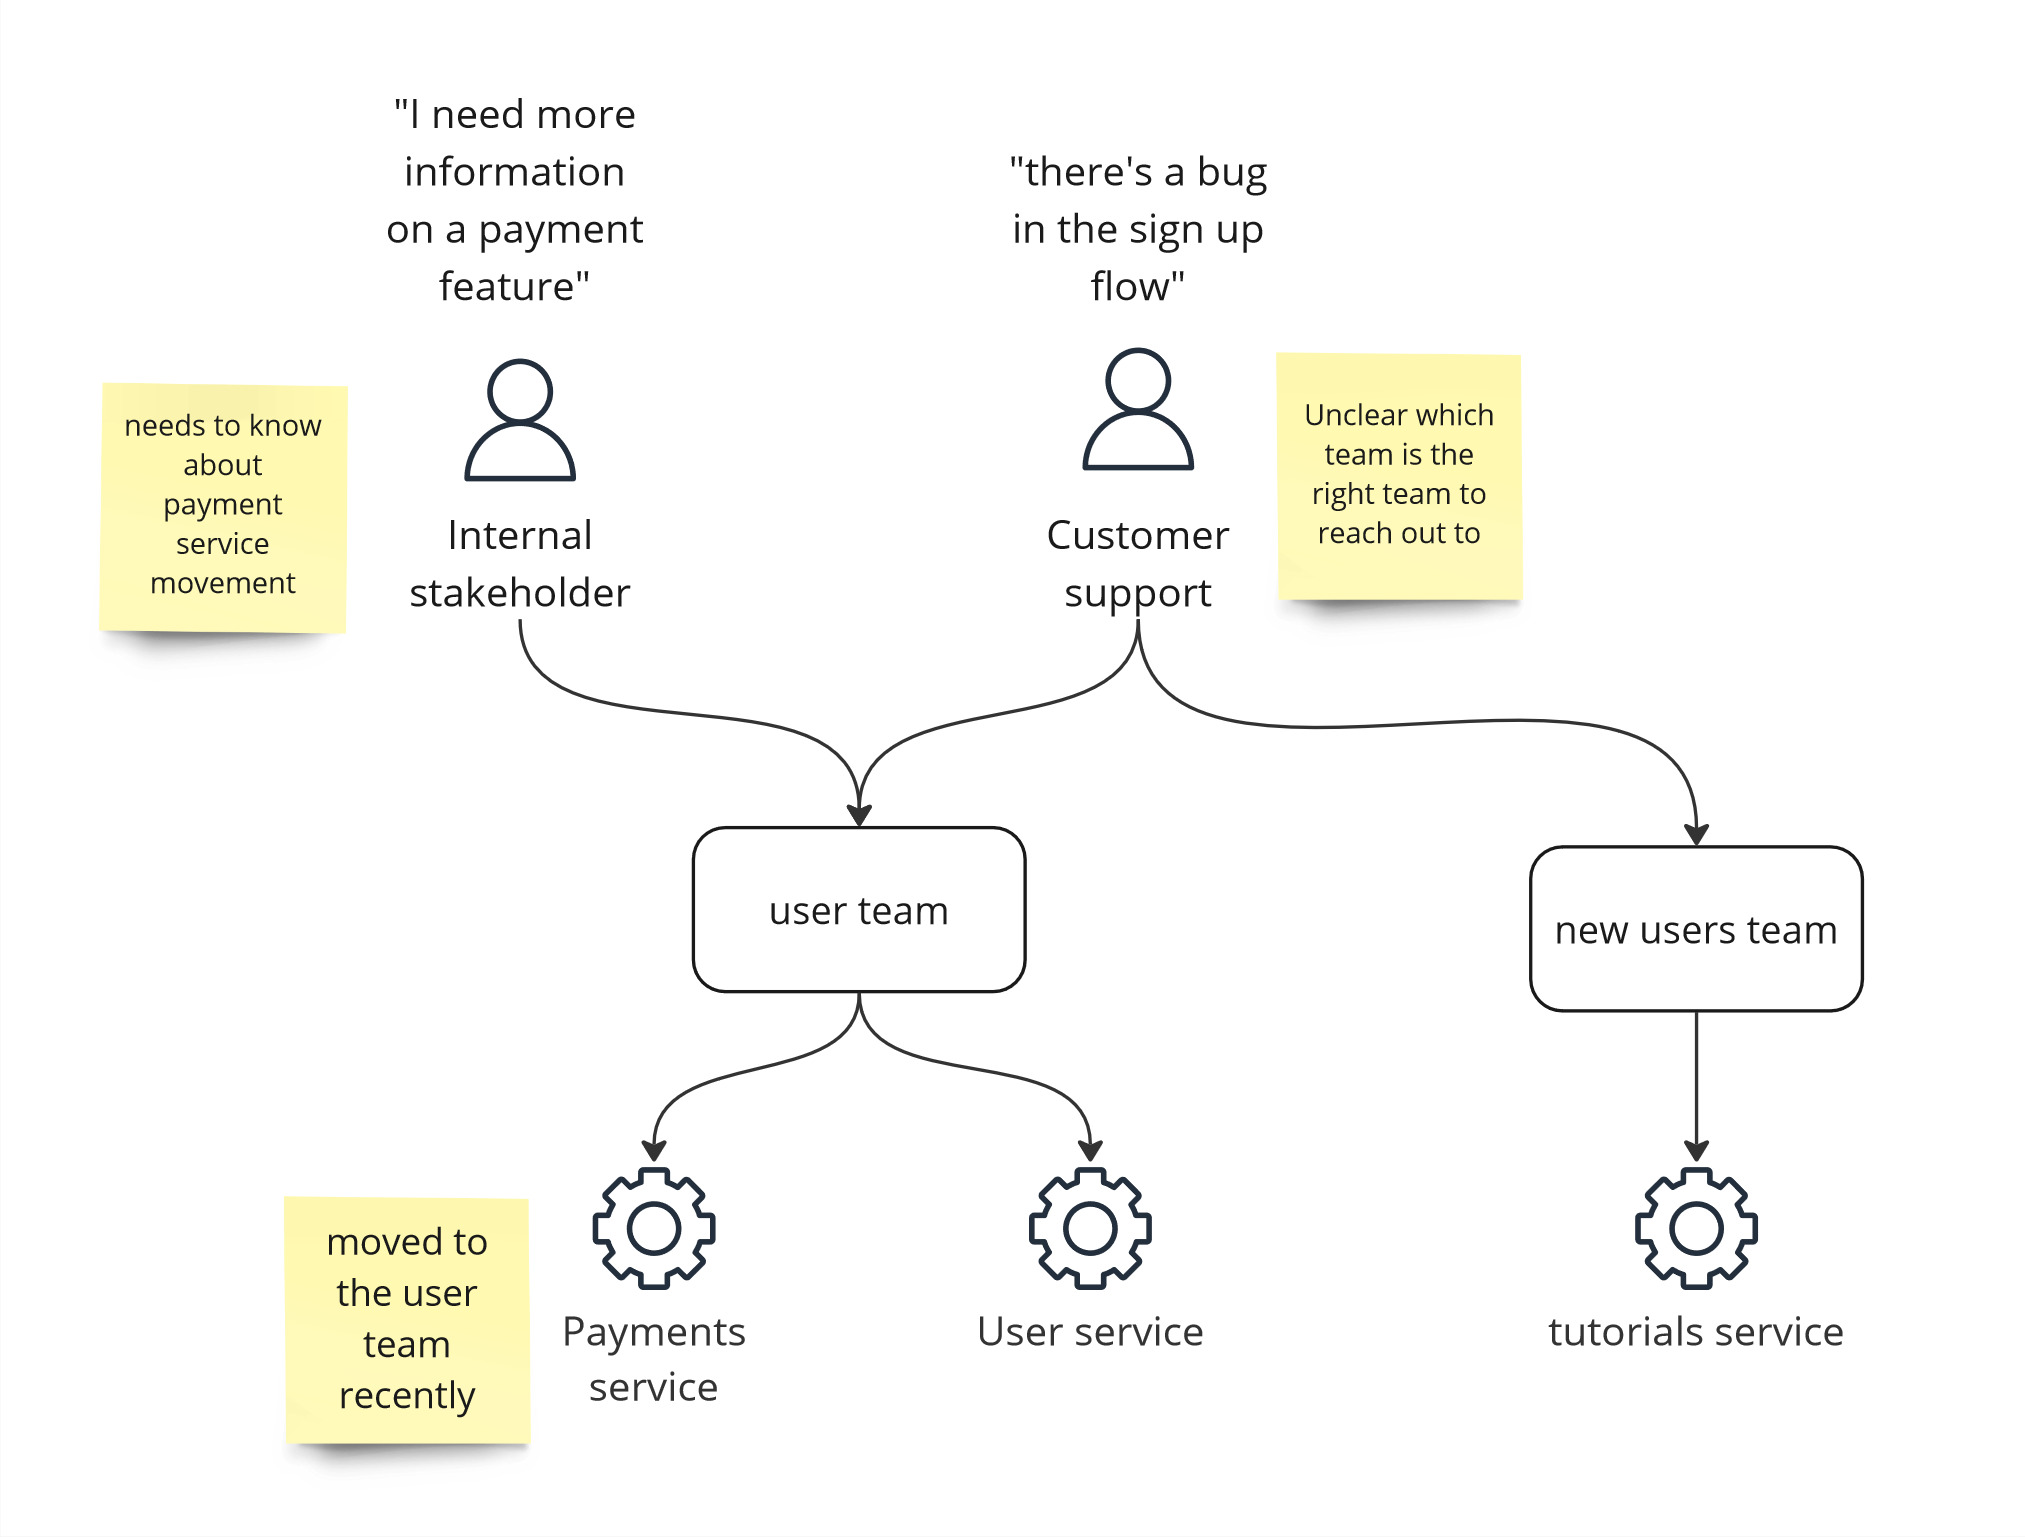 "I need more
information
on a payment
feature"
"there's a bug
in the sign up
flow"
needs to know
about
payment
service
movement
Internal
stakeholder
Customer
support
Unclear which
team is the
right team to
reach out to
user team
new users team
moved to
the user
team
recently
Payments
service
User service
tutorials service